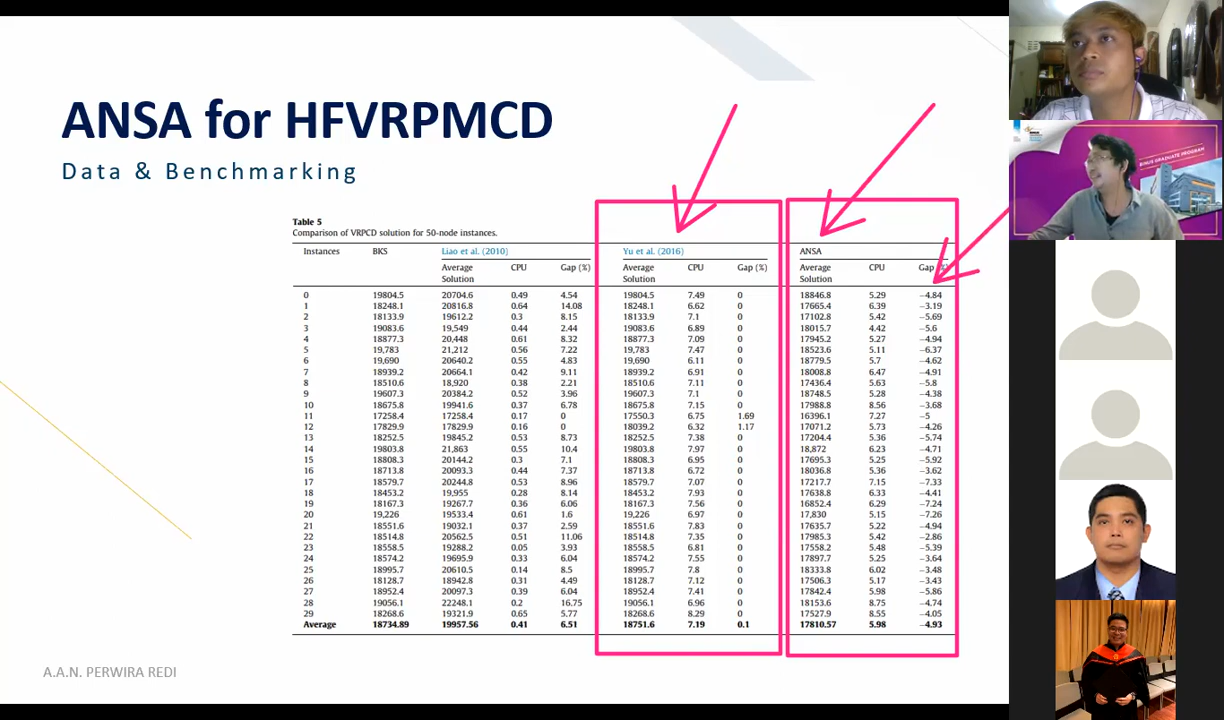 ANSA for HFVRPMCD
Data & Benchmarking
Table 5
Comparison of VRPCD solution for 50-node instances.
Instances BKS Liao et al. (2010) Yu et al. (2016) ANSA
Average Solution CPU Gap (%) Average Solution CPU Gap (%) Average Solution CPU Gap (%)
0 19804.5 20704.6 0.49 4.54 19804.5 7.49 0 18846.8 5.29 −4.84
1 18248.1 20816.8 0.64 14.08 18248.1 6.62 0 17665.4 6.39 −3.19
2 18133.9 19612.2 0.3 8.15 18133.9 7.1 0 17102.8 5.42 −5.69
3 19083.6 19,549 0.44 2.44 19083.6 6.89 0 18015.7 4.42 −5.6
4 18877.3 20,448 0.61 8.32 18877.3 7.09 0 17945.2 5.27 −4.94
5 19,783 21,212 0.56 7.22 19,783 7.47 0 18523.6 5.11 −6.37
6 19,690 20640.2 0.55 4.83 19,690 6.11 0 18779.5 5.7 −4.62
7 18939.2 20664.1 0.42 9.11 18939.2 6.91 0 18008.8 6.47 −4.91
8 18510.6 18,920 0.38 2.21 18510.6 7.11 0 17436.4 5.63 −5.8
9 19607.3 20384.2 0.52 3.96 19607.3 7.1 0 18748.5 5.28 −4.38
10 18675.8 19941.6 0.37 6.78 18675.8 7.15 0 17988.8 8.56 −3.68
11 17258.4 17258.4 0.17 0 17550.3 6.75 1.69 16396.1 7.27 −5
12 17829.9 17829.9 0.16 0 18039.2 6.32 1.17 17071.2 5.73 −4.26
13 18252.5 19845.2 0.53 8.73 18252.5 7.38 0 17204.4 5.36 −5.74
14 19803.8 21,863 0.55 10.4 19803.8 7.97 0 18,872 6.23 −4.71
15 18808.3 20144.2 0.3 7.1 18808.3 6.95 0 17695.3 5.25 −5.92
16 18713.8 20093.3 0.44 7.37 18713.8 6.72 0 18036.8 5.36 −3.62
17 18579.7 20244.8 0.53 8.96 18579.7 7.07 0 17217.7 7.15 −7.33
18 18453.2 19,955 0.28 8.14 18453.2 7.93 0 17638.8 6.33 −4.41
19 18167.3 19267.7 0.36 6.06 18167.3 7.56 0 16852.4 6.29 −7.24
20 19,226 19533.4 0.61 1.6 19,226 6.97 0 17,830 5.15 −7.26
21 18551.6 19032.1 0.37 2.59 18551.6 7.83 0 17635.7 5.22 −4.94
22 18514.8 20562.5 0.51 11.06 18514.8 7.35 0 17985.3 5.42 −2.86
23 18558.5 19288.2 0.05 3.93 18558.5 6.81 0 17558.2 5.48 −5.39
24 18574.2 19695.9 0.33 6.04 18574.2 7.55 0 17897.7 5.25 −3.64
25 18995.7 20610.5 0.14 8.5 18995.7 7.8 0 18333.8 6.02 −3.48
26 18128.7 18942.8 0.31 4.49 18128.7 7.12 0 17506.3 5.17 −3.43
27 18952.4 20097.3 0.39 6.04 18952.4 7.41 0 17842.4 5.98 −5.86
28 19056.1 22248.1 0.2 16.75 19056.1 6.96 0 18153.6 8.75 −4.74
29 18268.6 19321.9 0.65 5.77 18268.6 8.29 0 17527.9 8.55 −4.05
Average 18734.89 19957.56 0.41 6.51 18751.6 7.19 0.1 17810.57 5.98 −4.93
A.A.N. PERWIRA REDI
BINUS GRADUATE PROGRAM